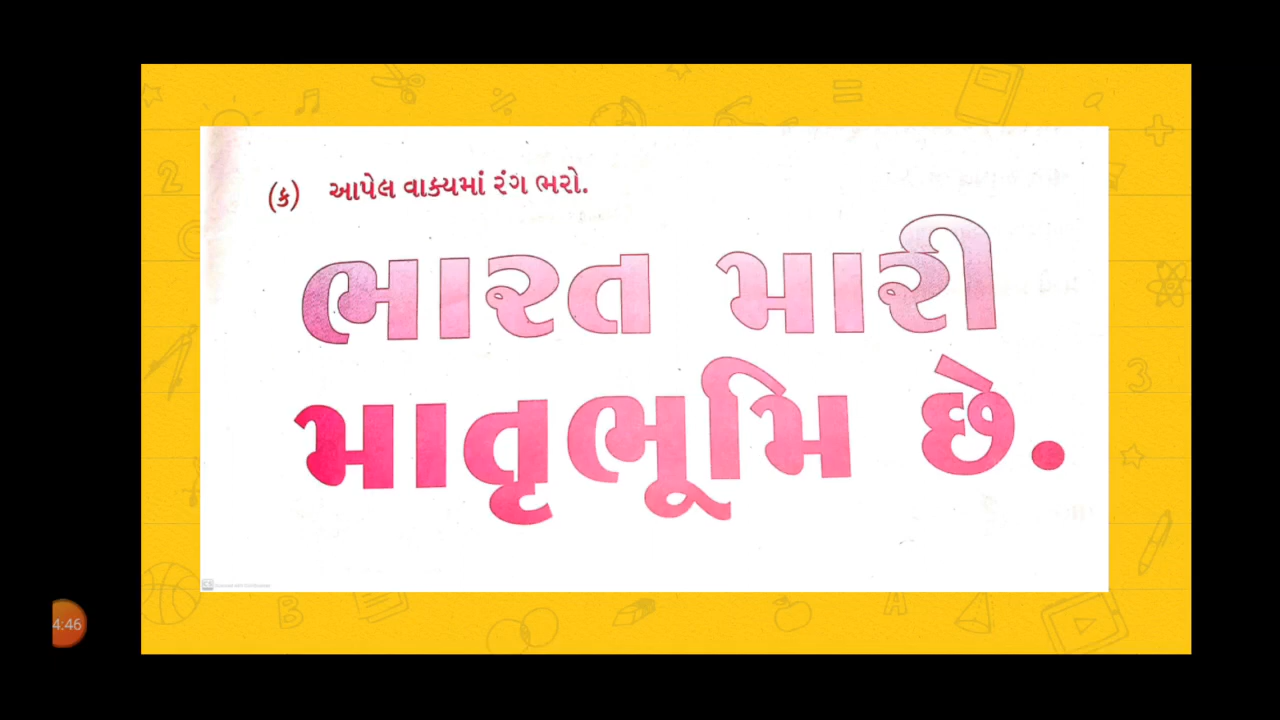 (ક) આપેલ વાક્યમાં રંગ ભરો.
ભારત મારી
માતૃભૂમિ છે.
4:46